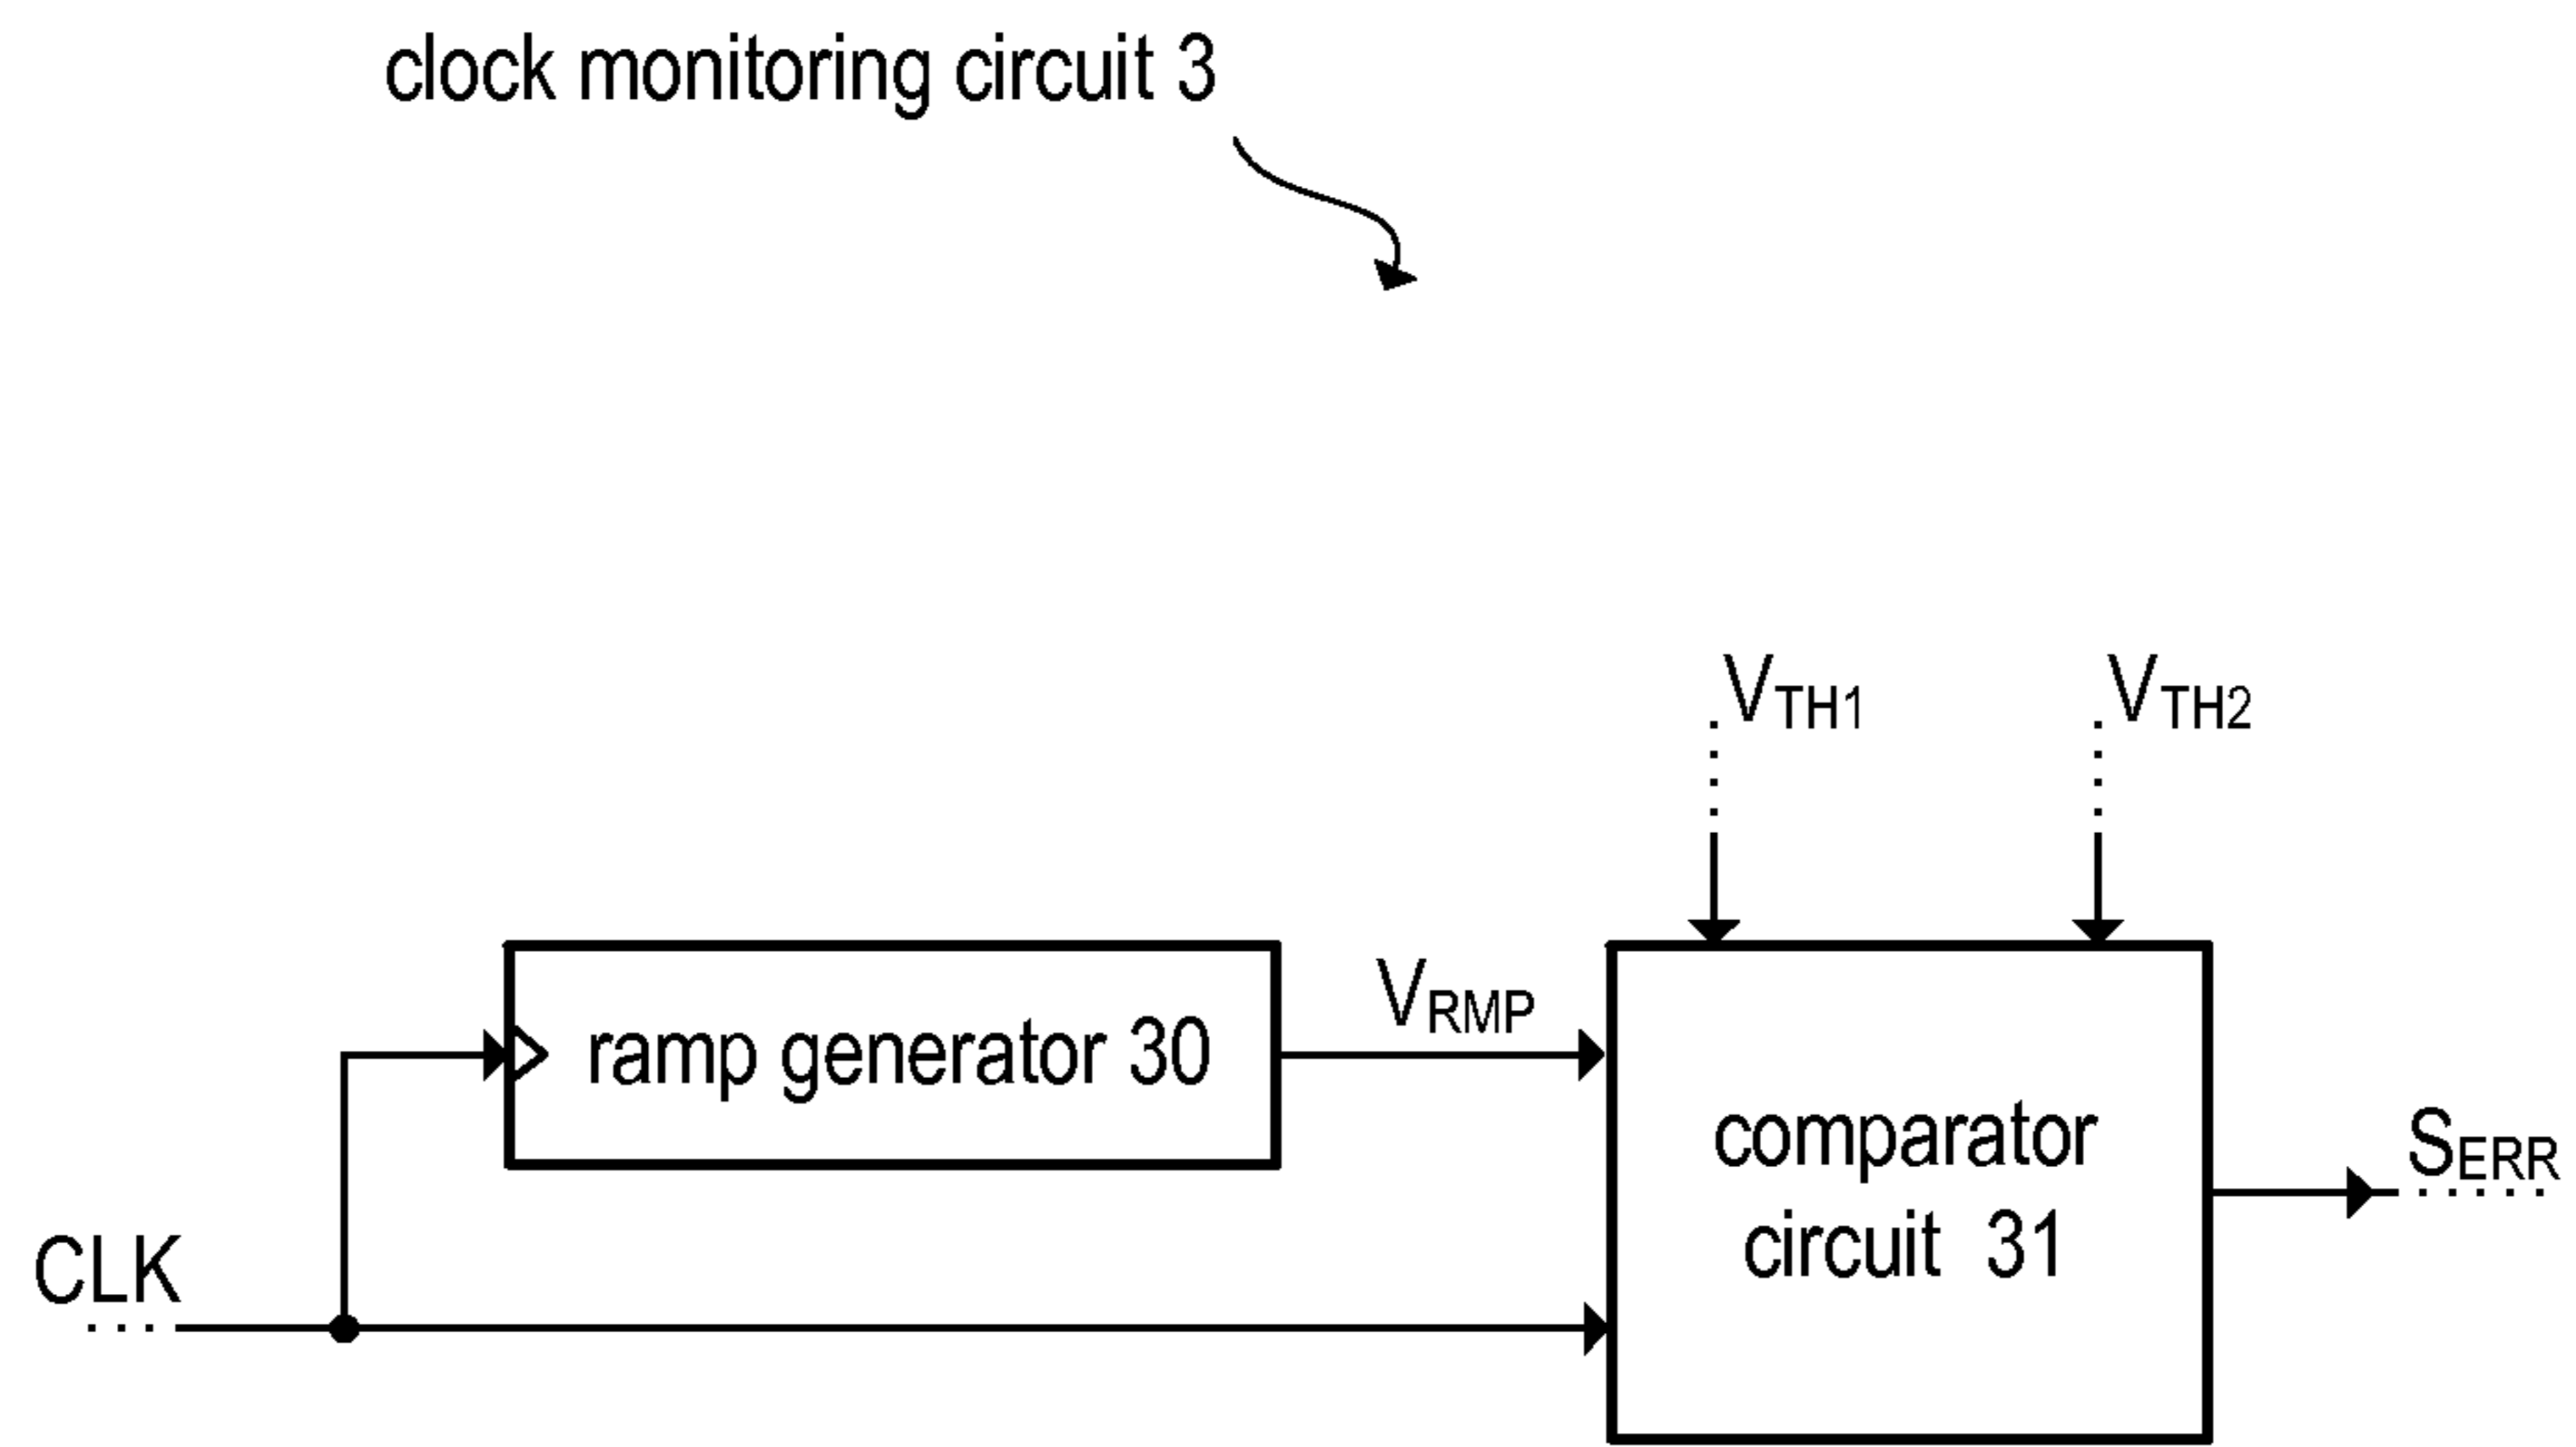 clock monitoring circuit 3
VTH1
VTH2
VRMP
ramp generator 30
comparator
circuit 31
SERR
CLK